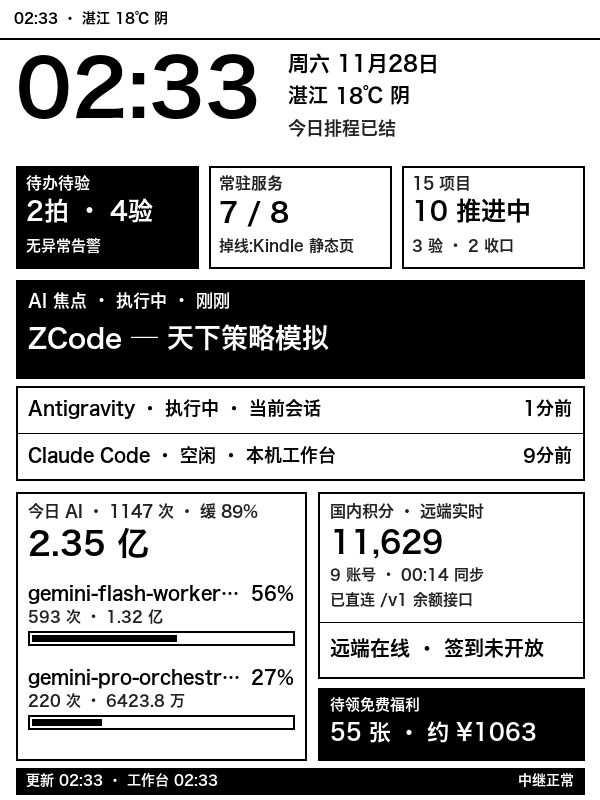 02:33 · 湛江 18℃ 阴
02:33
周六 11月28日
湛江 18℃ 阴
今日排程已结
待办待验
2拍 · 4验
无异常告警
常驻服务
7 / 8
掉线:Kindle 静态页
15 项目
10 推进中
3 验 · 2 收口
AI 焦点 · 执行中 · 刚刚
ZCode — 天下策略模拟
Antigravity · 执行中 · 当前会话 1分前
Claude Code · 空闲 · 本机工作台 9分前
今日 AI · 1147 次 · 缓 89%
2.35 亿
gemini-flash-worker… 56%
593 次 · 1.32 亿
gemini-pro-orchestr… 27%
220 次 · 6423.8 万
国内积分 · 远端实时
11,629
9 账号 · 00:14 同步
已直连 /v1 余额接口
远端在线 · 签到未开放
待领免费福利
55 张 · 约 ¥1063
更新 02:33 · 工作台 02:33 中继正常